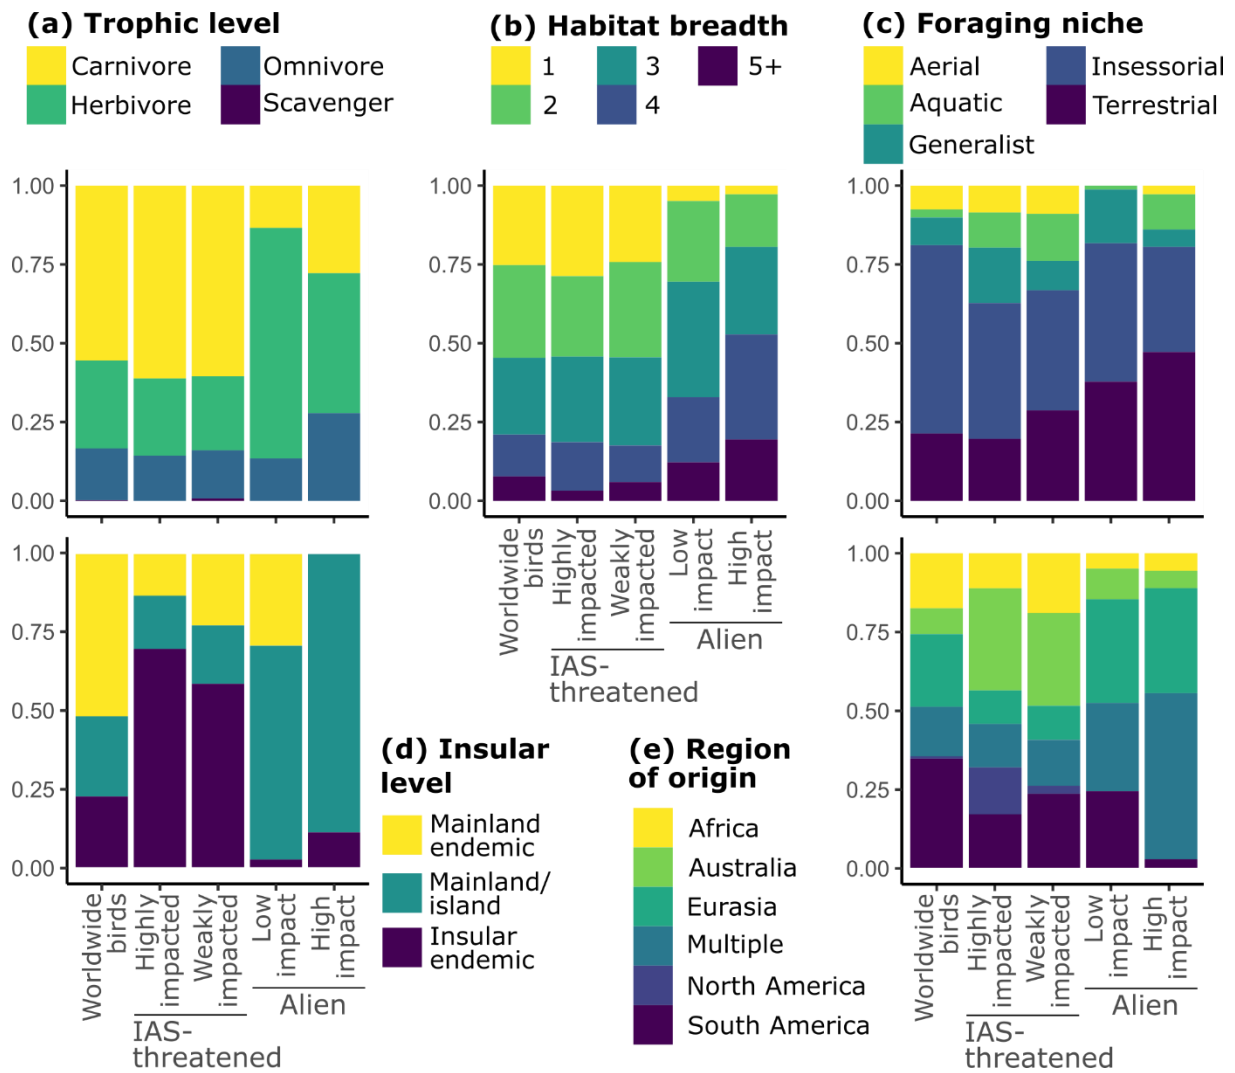 (a) Trophic level
Carnivore
Herbivore
Omnivore
Scavenger
(b) Habitat breadth
1
2
3
4
5+
(c) Foraging niche
Aerial
Aquatic
Generalist
Insessorial
Terrestrial
1.00
0.75
0.50
0.25
0.00
1.00
0.75
0.50
0.25
0.00
Worldwide
birds
Highly
impacted
Weakly
impacted
Low
impact
High
impact
IAS-
threatened
Alien
1.00
0.75
0.50
0.25
0.00
1.00
0.75
0.50
0.25
0.00
Worldwide
birds
Highly
impacted
Weakly
impacted
Low
impact
High
impact
IAS-
threatened
Alien
(d) Insular
level
Mainland
endemic
Mainland/
island
Insular
endemic
(e) Region
of origin
Africa
Australia
Eurasia
Multiple
North America
South America
1.00
0.75
0.50
0.25
0.00
Worldwide
birds
Highly
impacted
Weakly
impacted
Low
impact
High
impact
IAS-
threatened
Alien